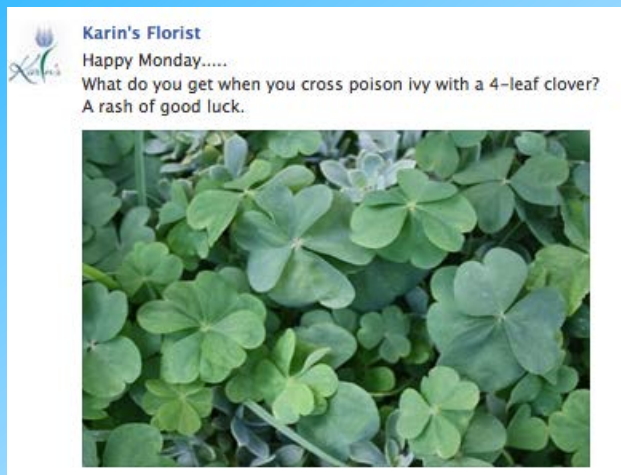 Karin's
Karin's Florist
Happy Monday.....
What do you get when you cross poison ivy with a 4-leaf clover?
A rash of good luck.